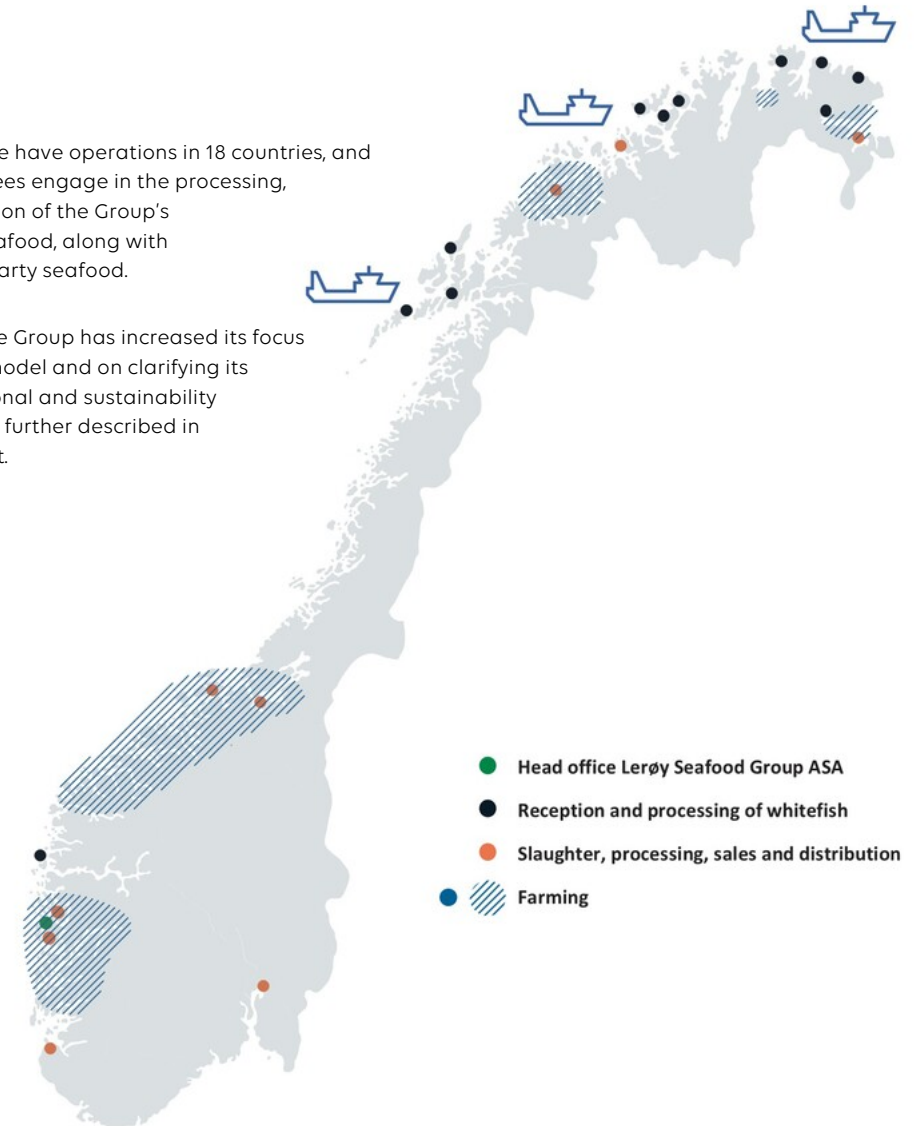 e have operations in 18 countries, and
ees engage in the processing,
ion of the Group's
afood, along with
arty seafood.
e Group has increased its focus
nodel and on clarifying its
onal and sustainability
further described in
t.
Head office Lerøy Seafood Group ASA
Reception and processing of whitefish
Slaughter, processing, sales and distribution
Farming